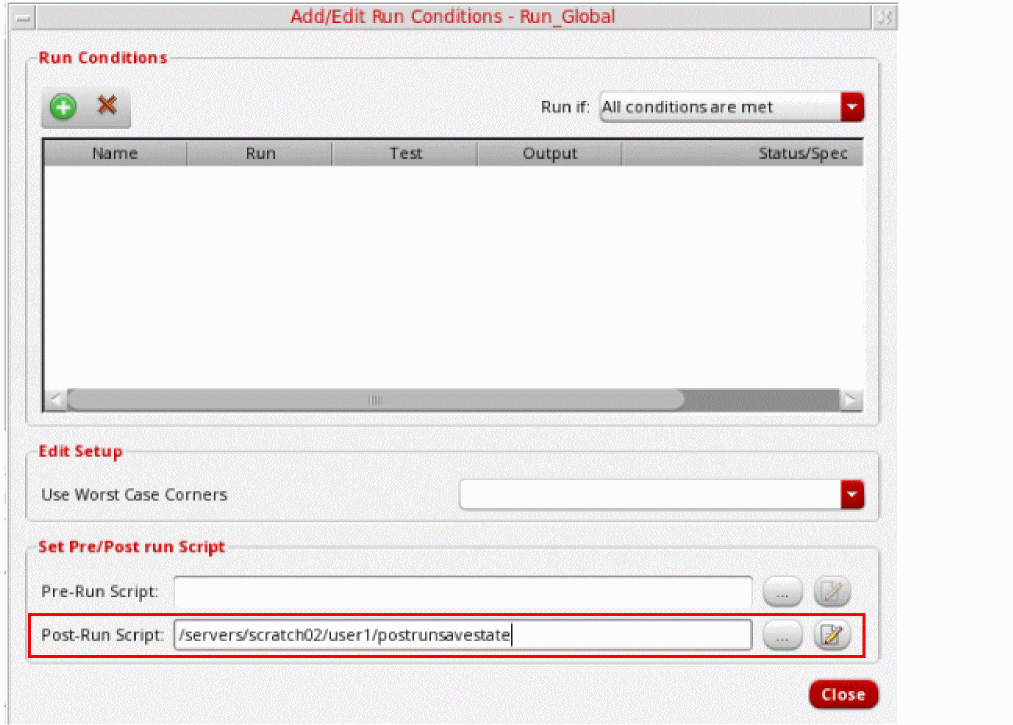 Add/Edit Run Conditions - Run_Global
Run Conditions
Run if: All conditions are met
Name Run Test Output Status/Spec
Edit Setup
Use Worst Case Corners
Set Pre/Post run Script
Pre-Run Script: ...
Post-Run Script: /servers/scratch02/user1/postrunsavestate ...
Close